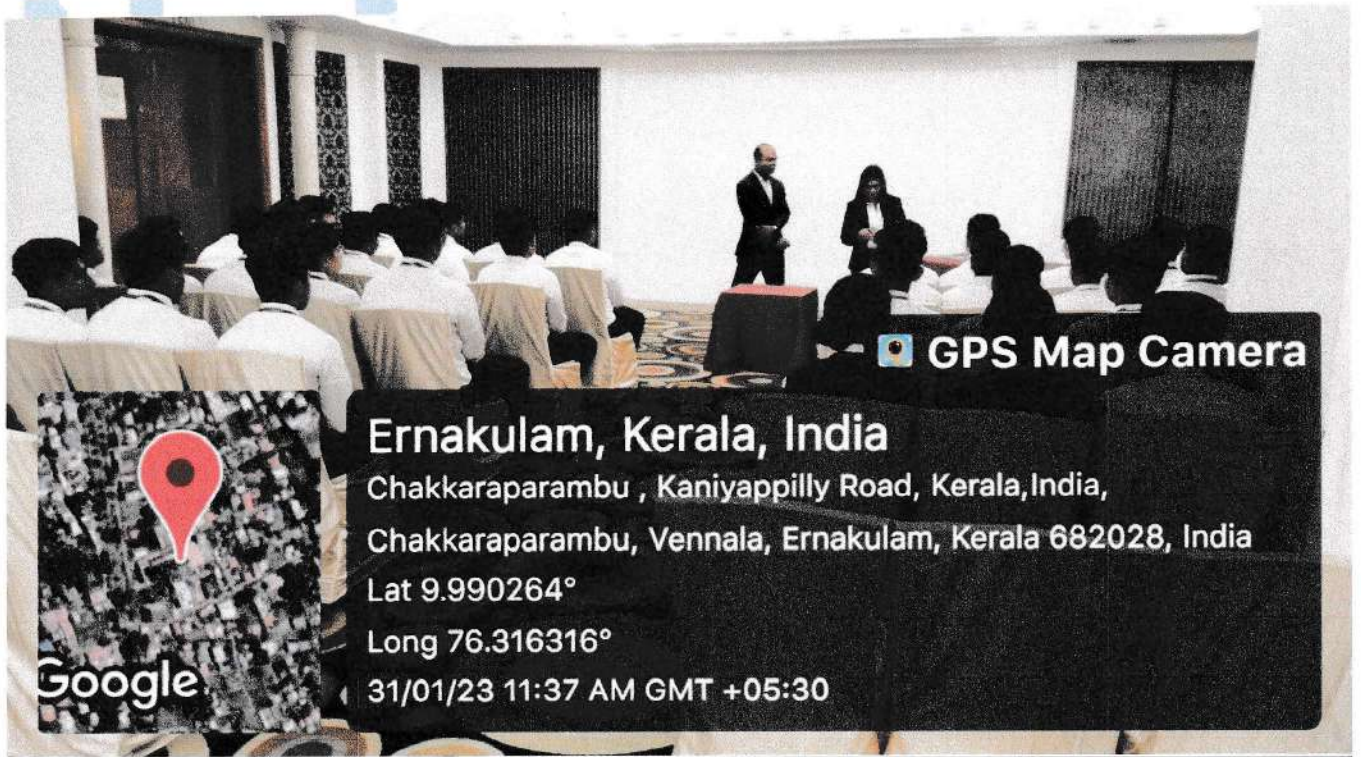 GPS Map Camera
Ernakulam, Kerala, India
Chakkaraparambu , Kaniyappilly Road, Kerala,India,
Chakkaraparambu, Vennala, Ernakulam, Kerala 682028, India
Lat 9.990264°
Long 76.316316°
Google
31/01/23 11:37 AM GMT +05:30